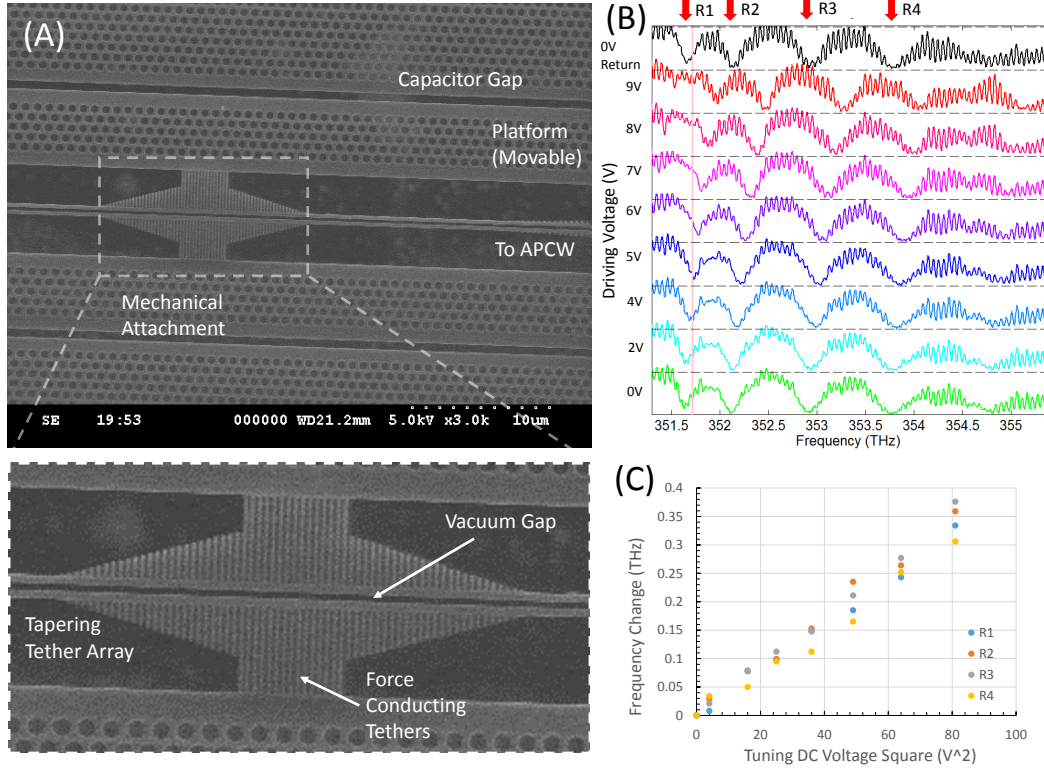 (A)
Capacitor Gap
Platform
(Movable)
To APCW
Mechanical
Attachment
SE 19:53 000000 WD21.2mm 5.0kV x3.0k 10μm
Vacuum Gap
Tapering
Tether Array
Force
Conducting
Tethers
(B)
R1 R2 R3 R4
0V
Return
9V
8V
7V
6V
5V
4V
2V
0V
Driving Voltage (V)
351.5 352 352.5 353 353.5 354 354.5 355
Frequency (THz)
(C)
0.4
0.35
0.3
0.25
0.2
0.15
0.1
0.05
0
Frequency Change (THz)
R1
R2
R3
R4
0 20 40 60 80 100
Tuning DC Voltage Square (V^2)